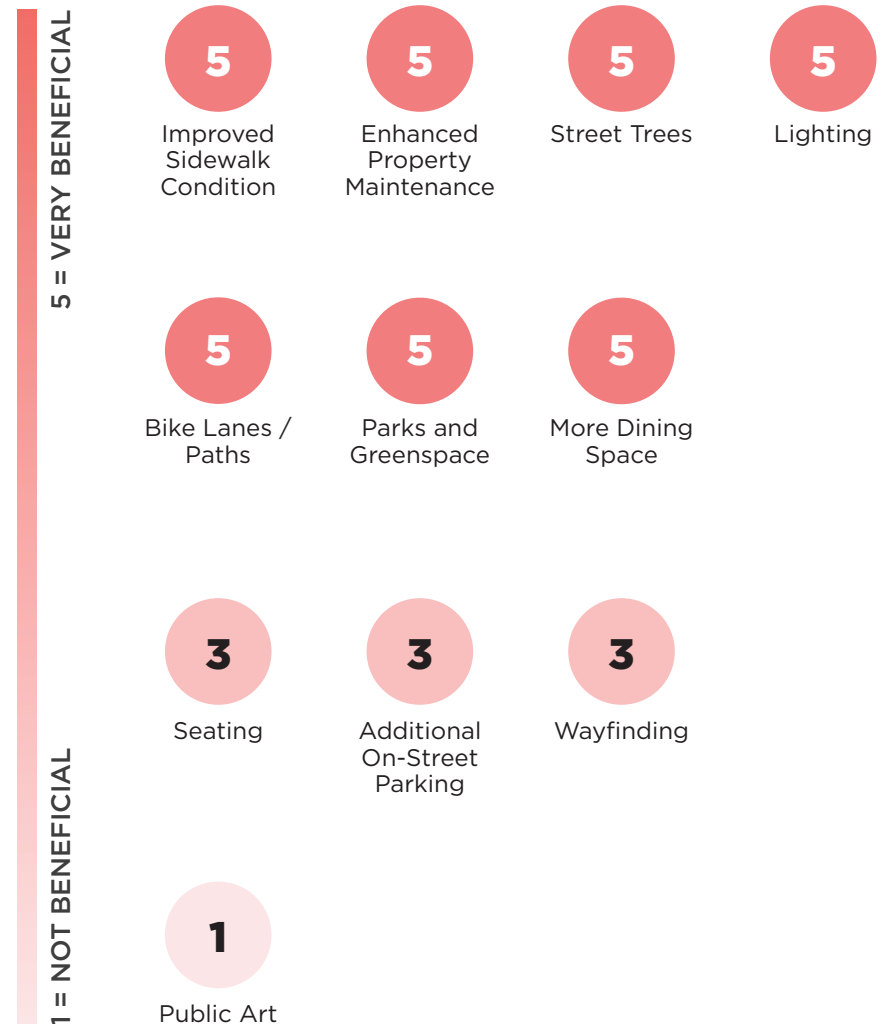 5 = VERY BENEFICIAL
5
Improved
Sidewalk
Condition
5
Enhanced
Property
Maintenance
5
Street Trees
5
Lighting
5
Bike Lanes /
Paths
5
Parks and
Greenspace
5
More Dining
Space
3
Seating
3
Additional
On-Street
Parking
3
Wayfinding
1 = NOT BENEFICIAL
1
Public Art